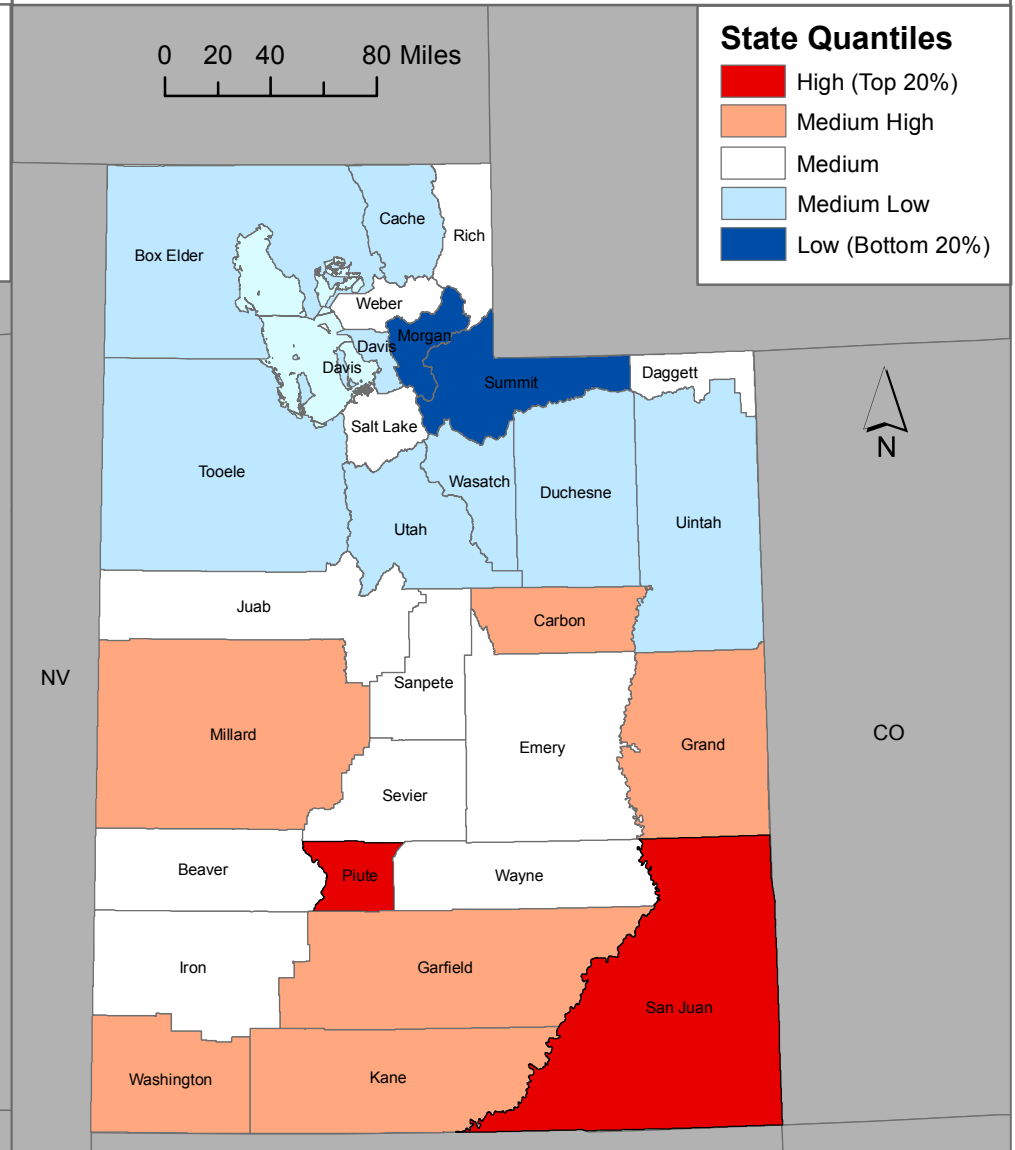 0 20 40 80 Miles
State Quantiles
High (Top 20%)
Medium High
Medium
Medium Low
Low (Bottom 20%)
Cache
Rich
Box Elder
Weber
Morgan
Davis
Davis
Summit
Daggett
Salt Lake
N
Tooele
Wasatch
Duchesne
Utah
Uintah
Juab
Carbon
NV
Sanpete
Millard
Emery
Grand
CO
Sevier
Beaver
Piute
Wayne
Iron
Garfield
San Juan
Washington
Kane